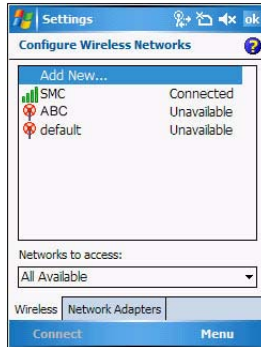 Settings
ok
Configure Wireless Networks
?
Add New...
SMC Connected
ABC Unavailable
default Unavailable
Networks to access:
All Available
Wireless Network Adapters
Connect Menu